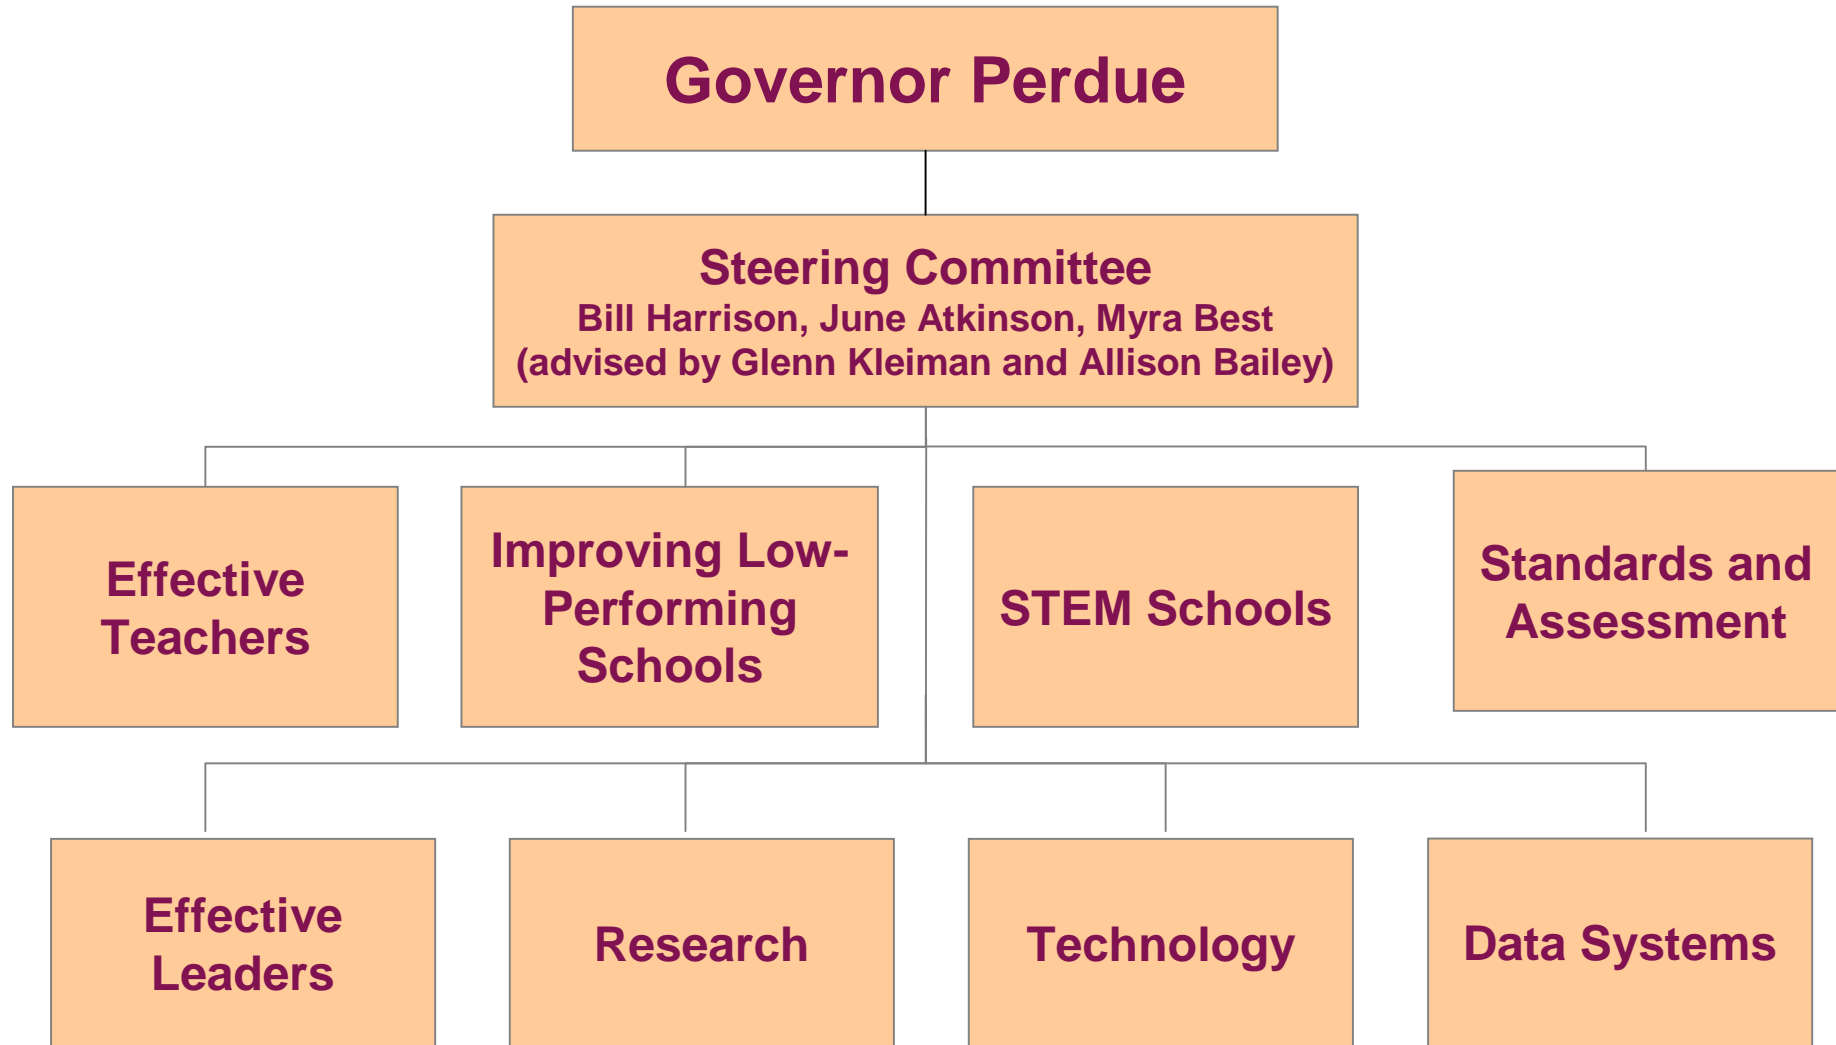 Governor Perdue
Steering Committee
Bill Harrison, June Atkinson, Myra Best
(advised by Glenn Kleiman and Allison Bailey)
Effective
Teachers
Improving Low-
Performing
Schools
STEM Schools
Standards and
Assessment
Effective
Leaders
Research
Technology
Data Systems